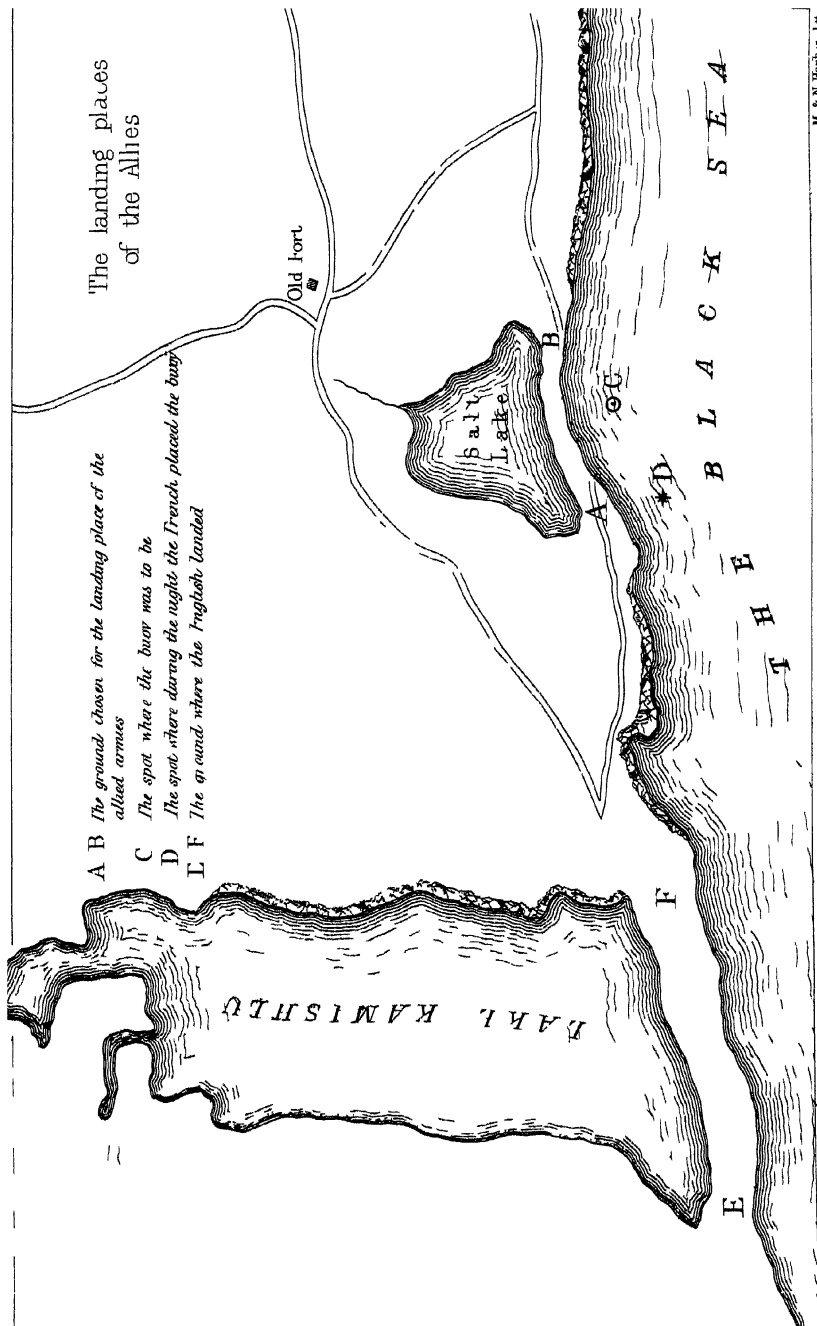 The landing places
of the Allies
A B The ground chosen for the landing place of the
allied armies
C The spot where the buoy was to be
D The spot where during the night the French placed the buoy
E F The ground where the English landed
Old Fort
Salt
Lake
B
A
C
D
THE BLACK SEA
LAKE KAMISHLU
F
E